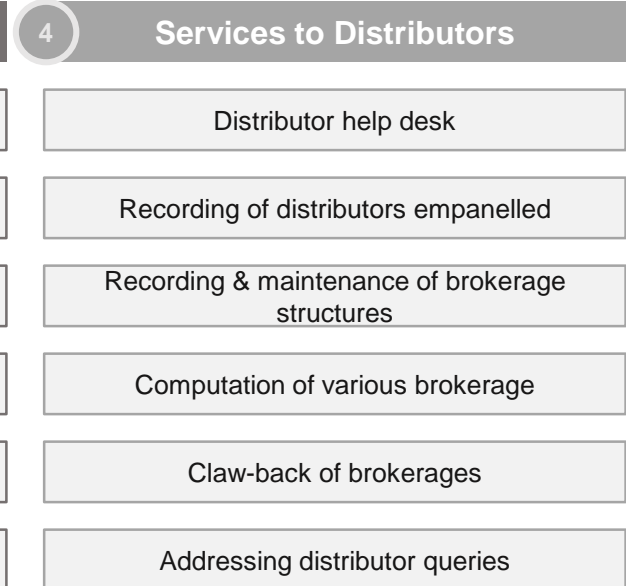 4
Services to Distributors
Distributor help desk
Recording of distributors empanelled
Recording & maintenance of brokerage
structures
Computation of various brokerage
Claw-back of brokerages
Addressing distributor queries